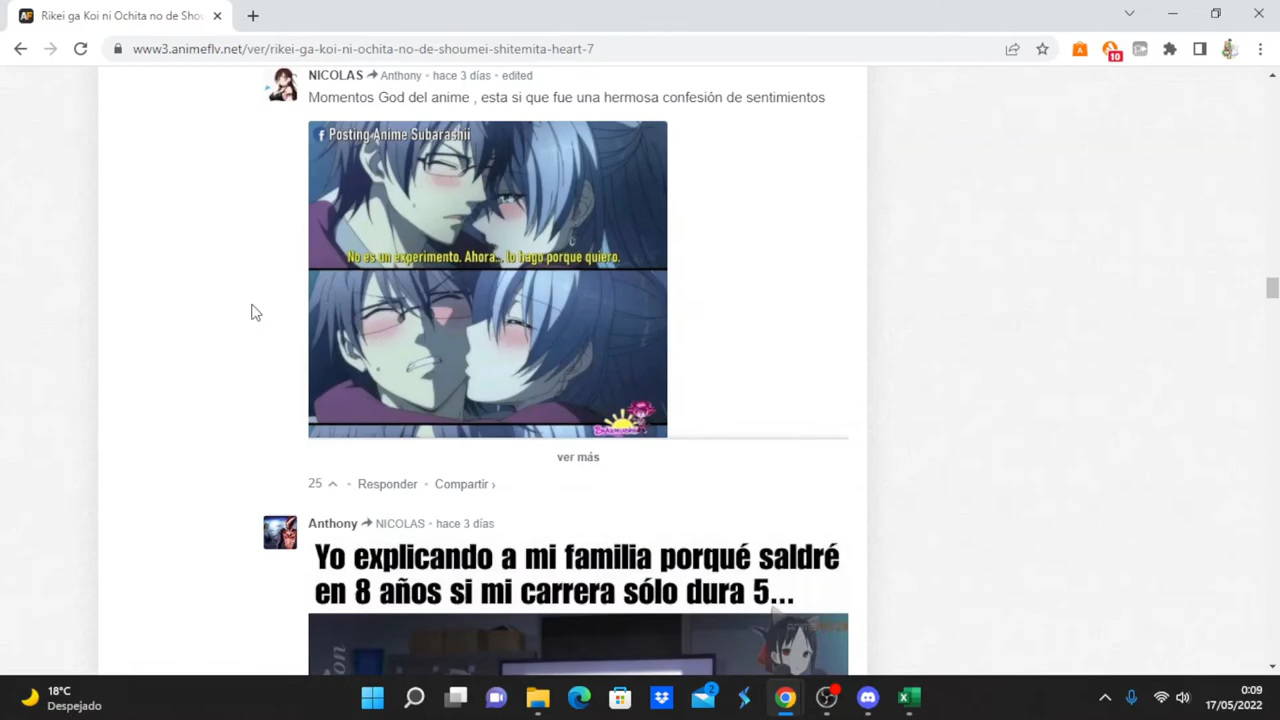 Rikei ga Koi ni Ochita no de Shou
www3.animeflv.net/ver/rikei-ga-koi-ni-ochita-no-de-shoumei-shitemita-heart-7
10
NICOLAS Anthony • hace 3 días • edited
Momentos God del anime , esta si que fue una hermosa confesión de sentimientos
f Posting Anime Subarashii
No es un experimento. Ahora... lo hago porque quiero.
ver más
25 • Responder • Compartir ›
Anthony NICOLAS • hace 3 días
Yo explicando a mi familia porqué saldré
en 8 años si mi carrera sólo dura 5...
18°C
Despejado
2
0:09
17/05/2022